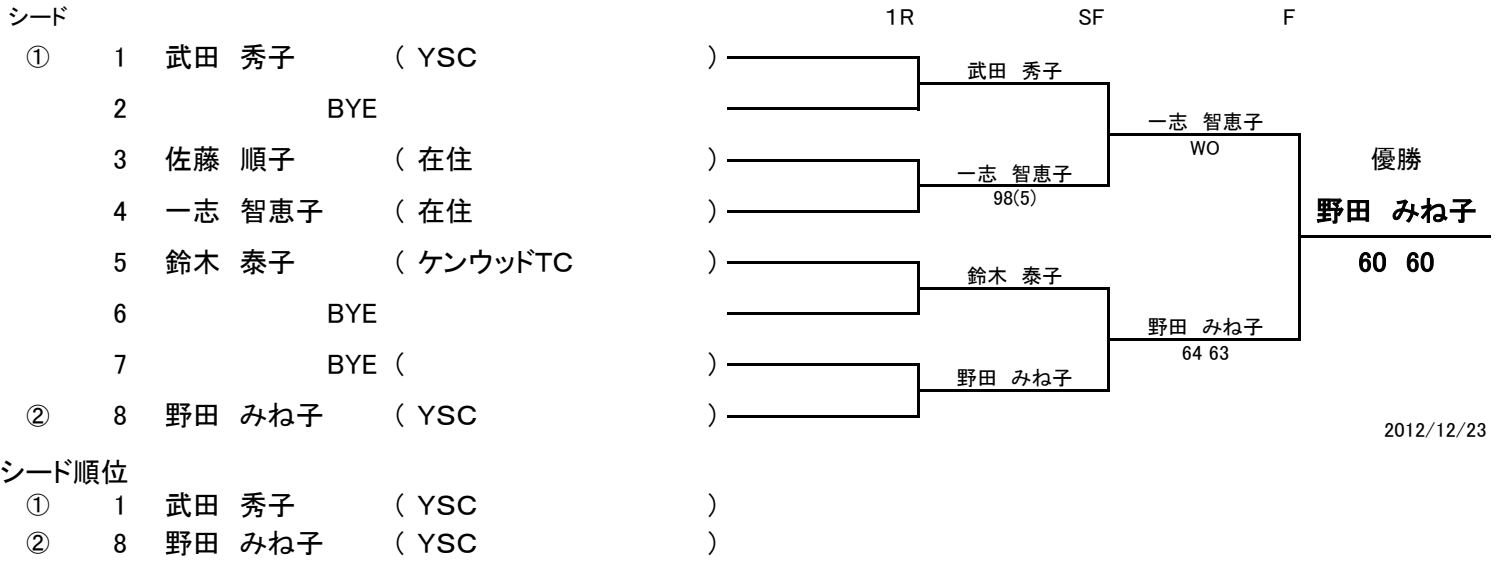 シード 1R SF F
① 1 武田 秀子 ( YSC )
武田 秀子
2 BYE
一志 智恵子
WO
3 佐藤 順子 ( 在住 )
優勝
一志 智恵子
98(5)
4 一志 智恵子 ( 在住 )
野田 みね子
5 鈴木 泰子 ( ケンウッドTC )
60 60
鈴木 泰子
6 BYE
野田 みね子
64 63
7 BYE ( )
野田 みね子
② 8 野田 みね子 ( YSC )
2012/12/23
シード順位
① 1 武田 秀子 ( YSC )
② 8 野田 みね子 ( YSC )